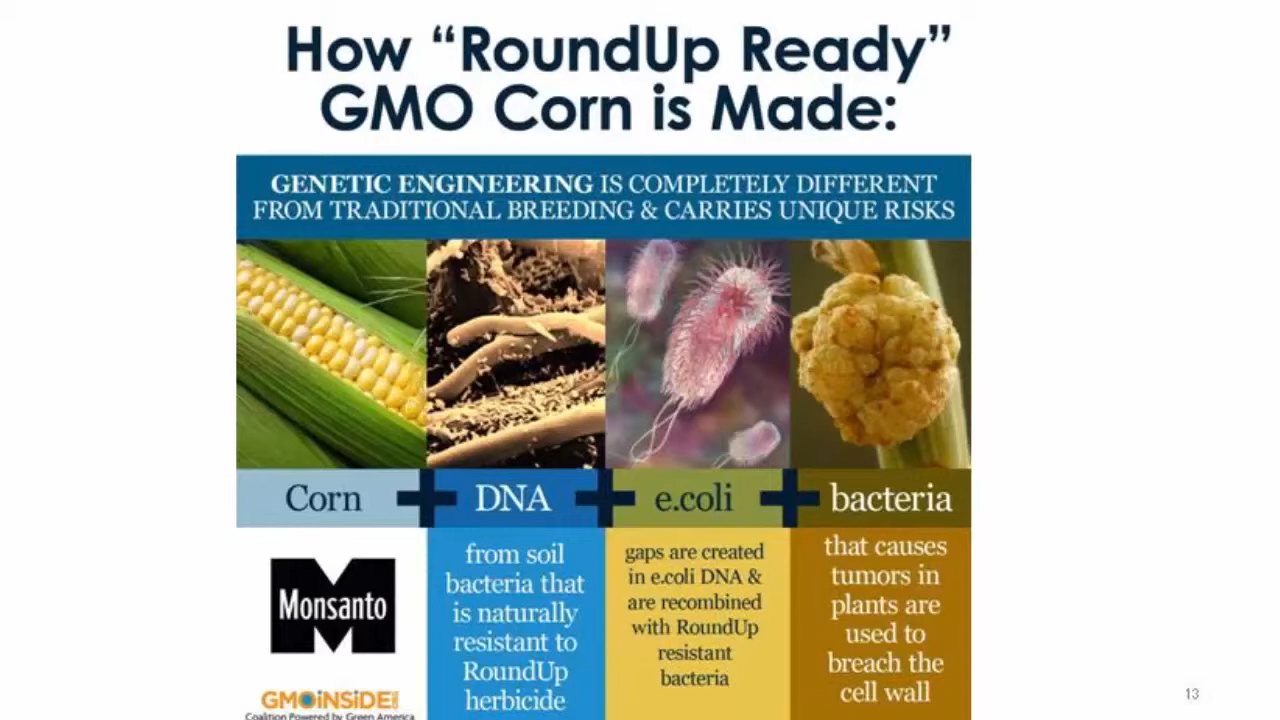 How “RoundUp Ready”
GMO Corn is Made:
GENETIC ENGINEERING IS COMPLETELY DIFFERENT
FROM TRADITIONAL BREEDING & CARRIES UNIQUE RISKS
Corn
DNA
e.coli
bacteria
Monsanto
from soil
bacteria that
is naturally
resistant to
RoundUp
herbicide
gaps are created
in e.coli DNA &
are recombined
with RoundUp
resistant
bacteria
that causes
tumors in
plants are
used to
breach the
cell wall
GMOiNSiDE
Coalition Powered by Green America
13